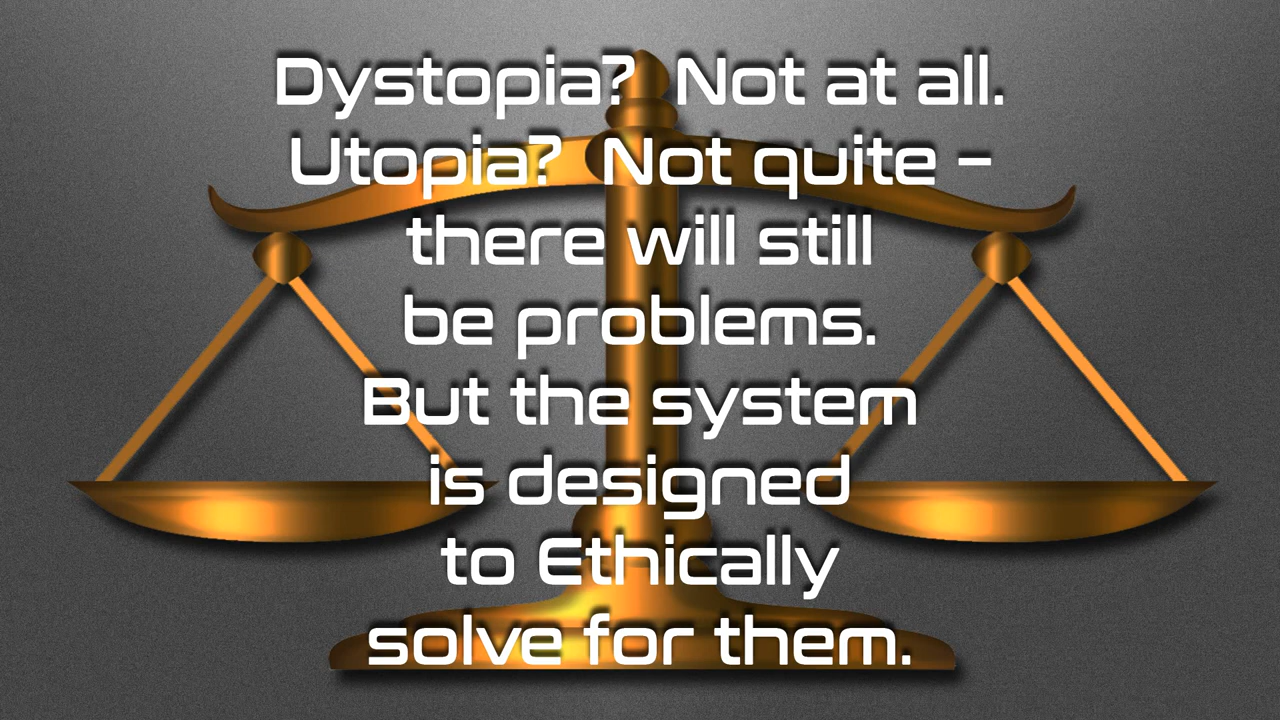 Dystopia?  Not at all.
Utopia?  Not quite –
there will still
be problems.
But the system
is designed
to Ethically
solve for them.